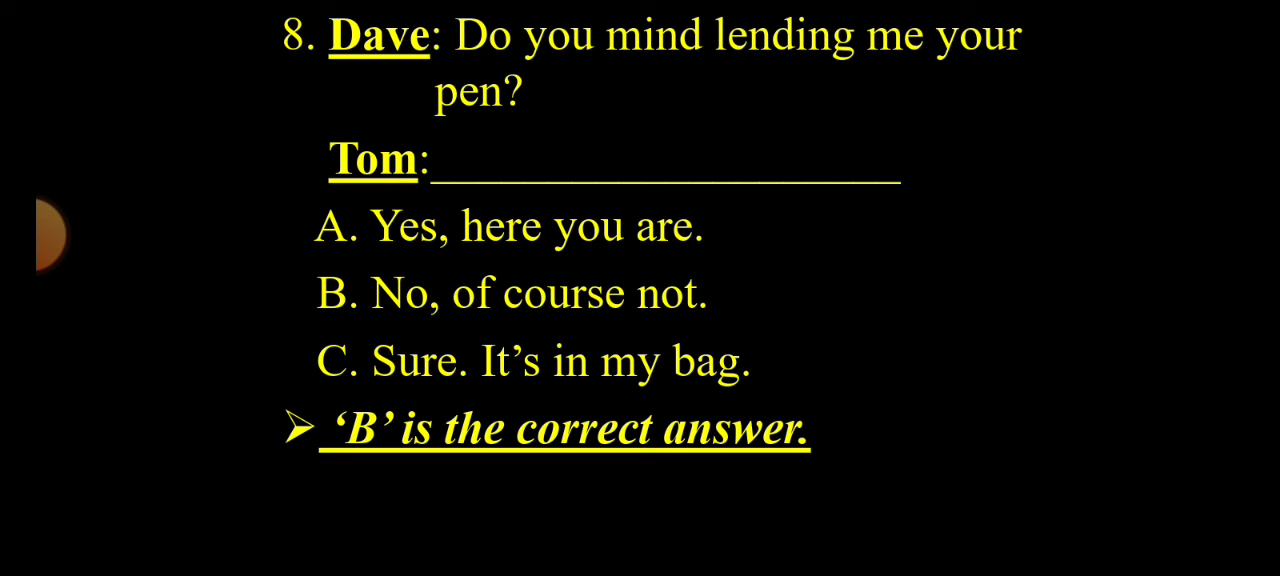 8. Dave: Do you mind lending me your
pen?
Tom:____________________
A. Yes, here you are.
B. No, of course not.
C. Sure. It’s in my bag.
➢ ‘B’ is the correct answer.